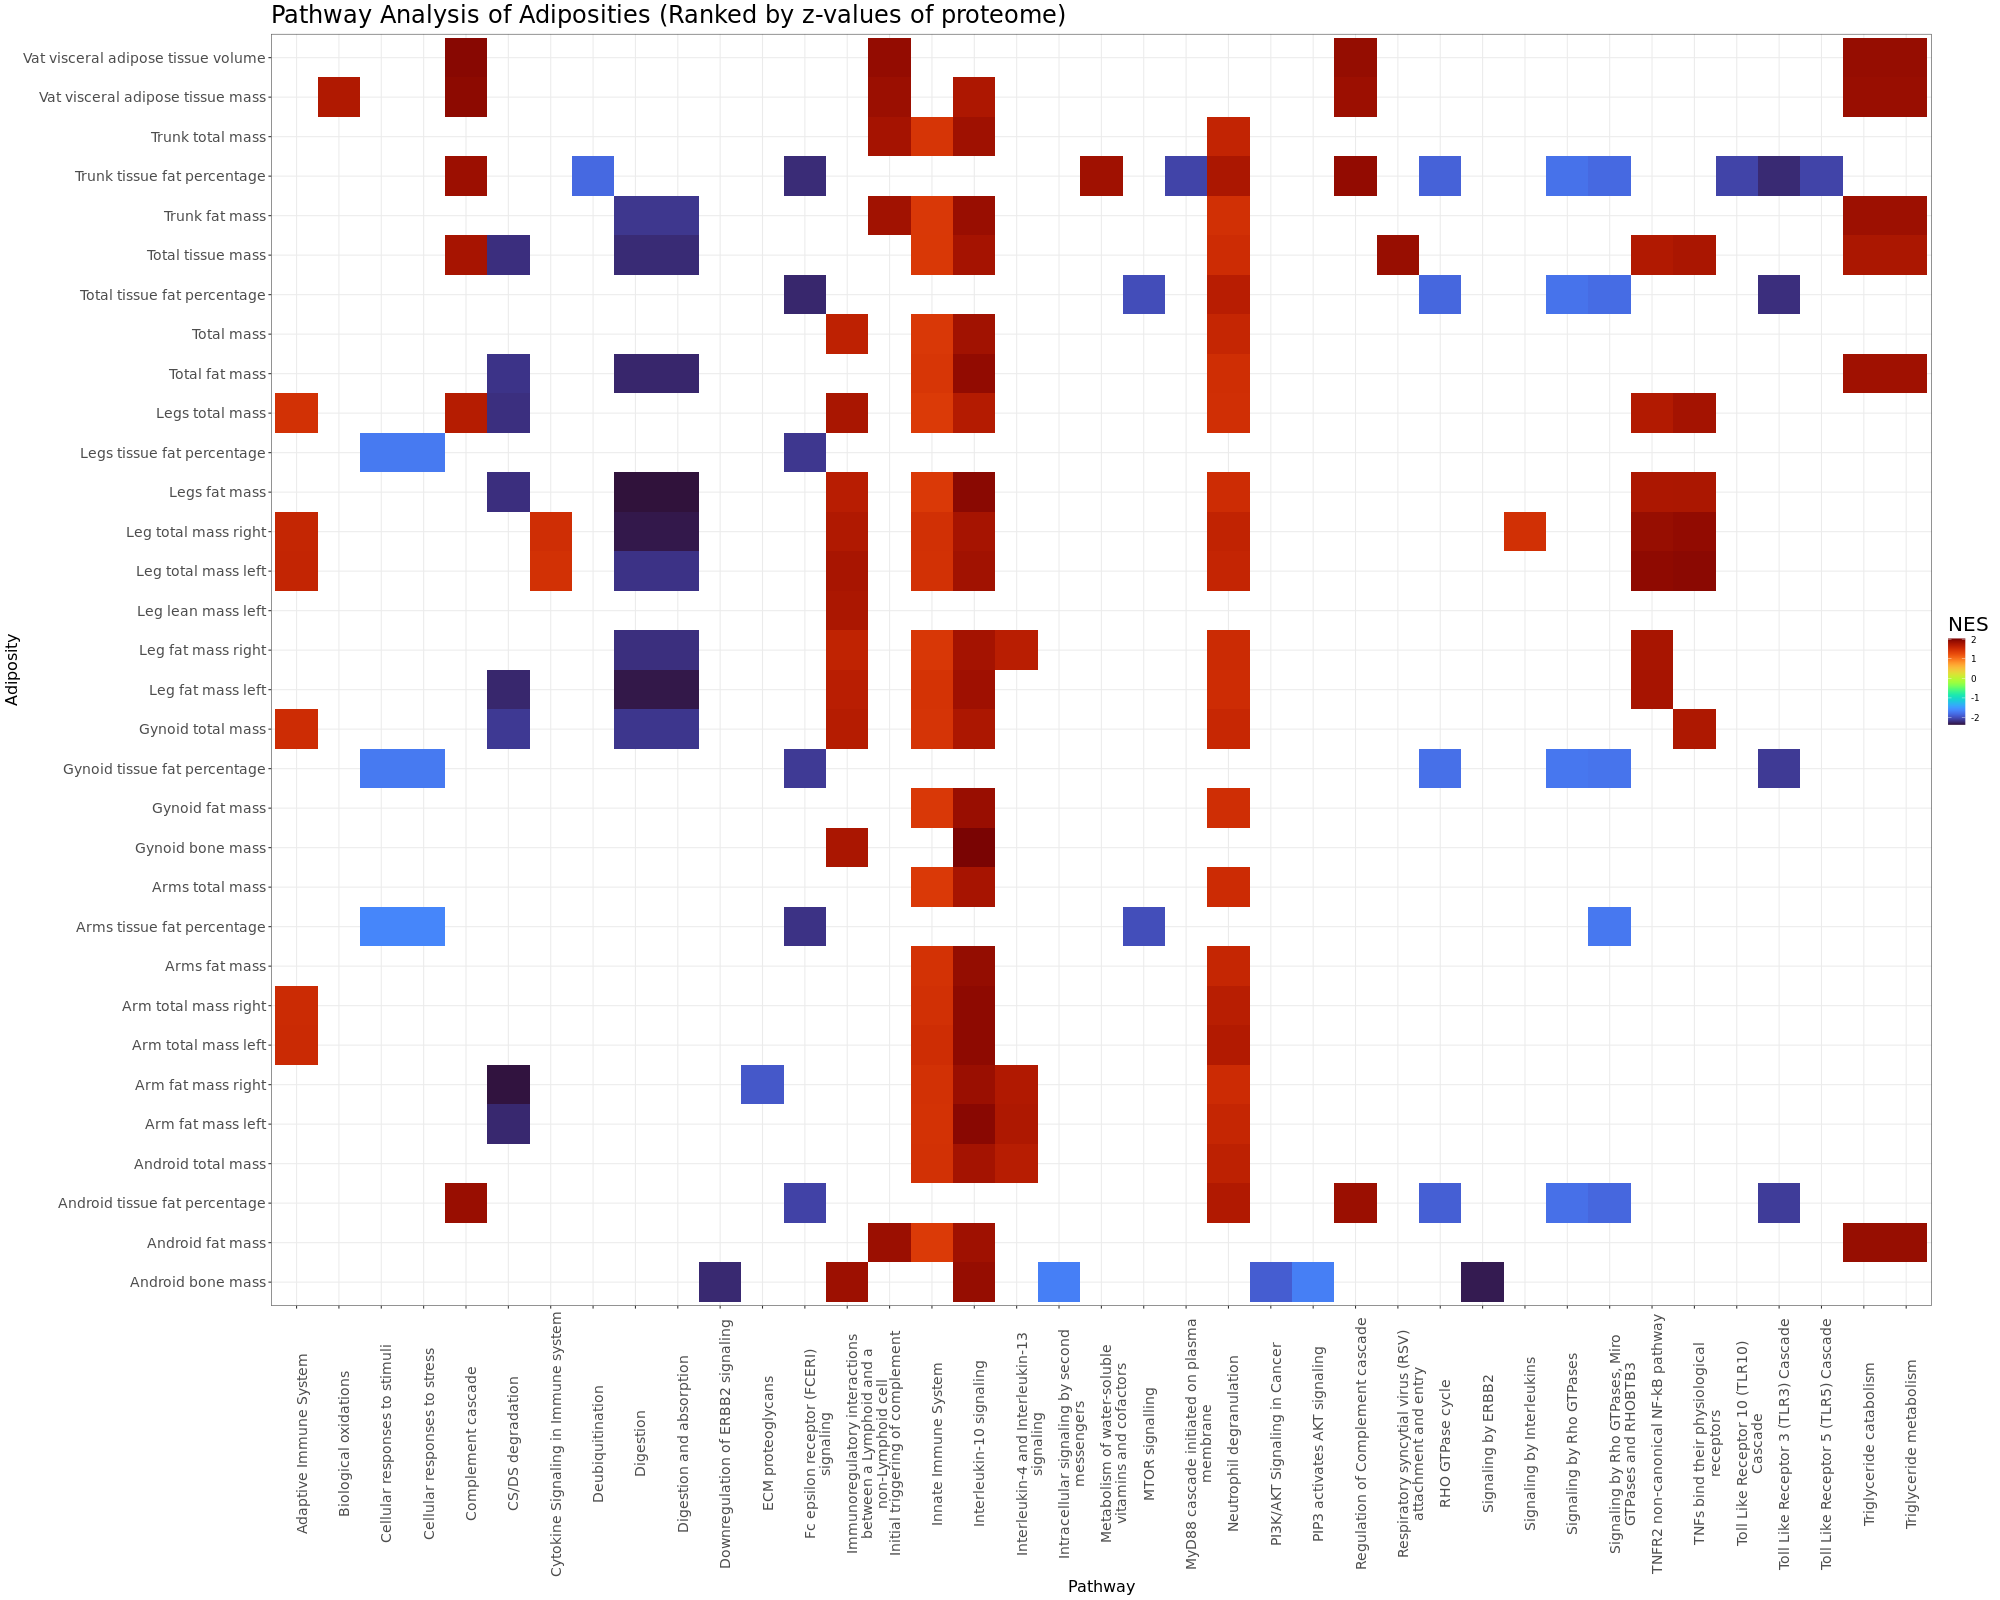 Pathway Analysis of Adiposities (Ranked by z-values of proteome)
Vat visceral adipose tissue volume
Vat visceral adipose tissue mass
Trunk total mass
Trunk tissue fat percentage
Trunk fat mass
Total tissue mass
Total tissue fat percentage
Total mass
Total fat mass
Legs total mass
Legs tissue fat percentage
Legs fat mass
Leg total mass right
Leg total mass left
Leg lean mass left
Leg fat mass right
Leg fat mass left
Gynoid total mass
Gynoid tissue fat percentage
Gynoid fat mass
Gynoid bone mass
Arms total mass
Arms tissue fat percentage
Arms fat mass
Arm total mass right
Arm total mass left
Arm fat mass right
Arm fat mass left
Android total mass
Android tissue fat percentage
Android fat mass
Android bone mass
Adiposity
NES
2
1
0
-1
-2
Adaptive Immune System
Biological oxidations
Cellular responses to stimuli
Cellular responses to stress
Complement cascade
CS/DS degradation
Cytokine Signaling in Immune system
Deubiquitination
Digestion
Digestion and absorption
Downregulation of ERBB2 signaling
ECM proteoglycans
Fc epsilon receptor (FCERI)
signaling
Immunoregulatory interactions
between a Lymphoid and a
non-Lymphoid cell
Initial triggering of complement
Innate Immune System
Interleukin-10 signaling
Interleukin-4 and Interleukin-13
signaling
Intracellular signaling by second
messengers
Metabolism of water-soluble
vitamins and cofactors
MTOR signalling
MyD88 cascade initiated on plasma
membrane
Neutrophil degranulation
PI3K/AKT Signaling in Cancer
PIP3 activates AKT signaling
Regulation of Complement cascade
Respiratory syncytial virus (RSV)
attachment and entry
RHO GTPase cycle
Signaling by ERBB2
Signaling by Interleukins
Signaling by Rho GTPases
Signaling by Rho GTPases, Miro
GTPases and RHOBTB3
TNFR2 non-canonical NF-kB pathway
TNFs bind their physiological
receptors
Toll Like Receptor 10 (TLR10)
Cascade
Toll Like Receptor 3 (TLR3) Cascade
Toll Like Receptor 5 (TLR5) Cascade
Triglyceride catabolism
Triglyceride metabolism
Pathway